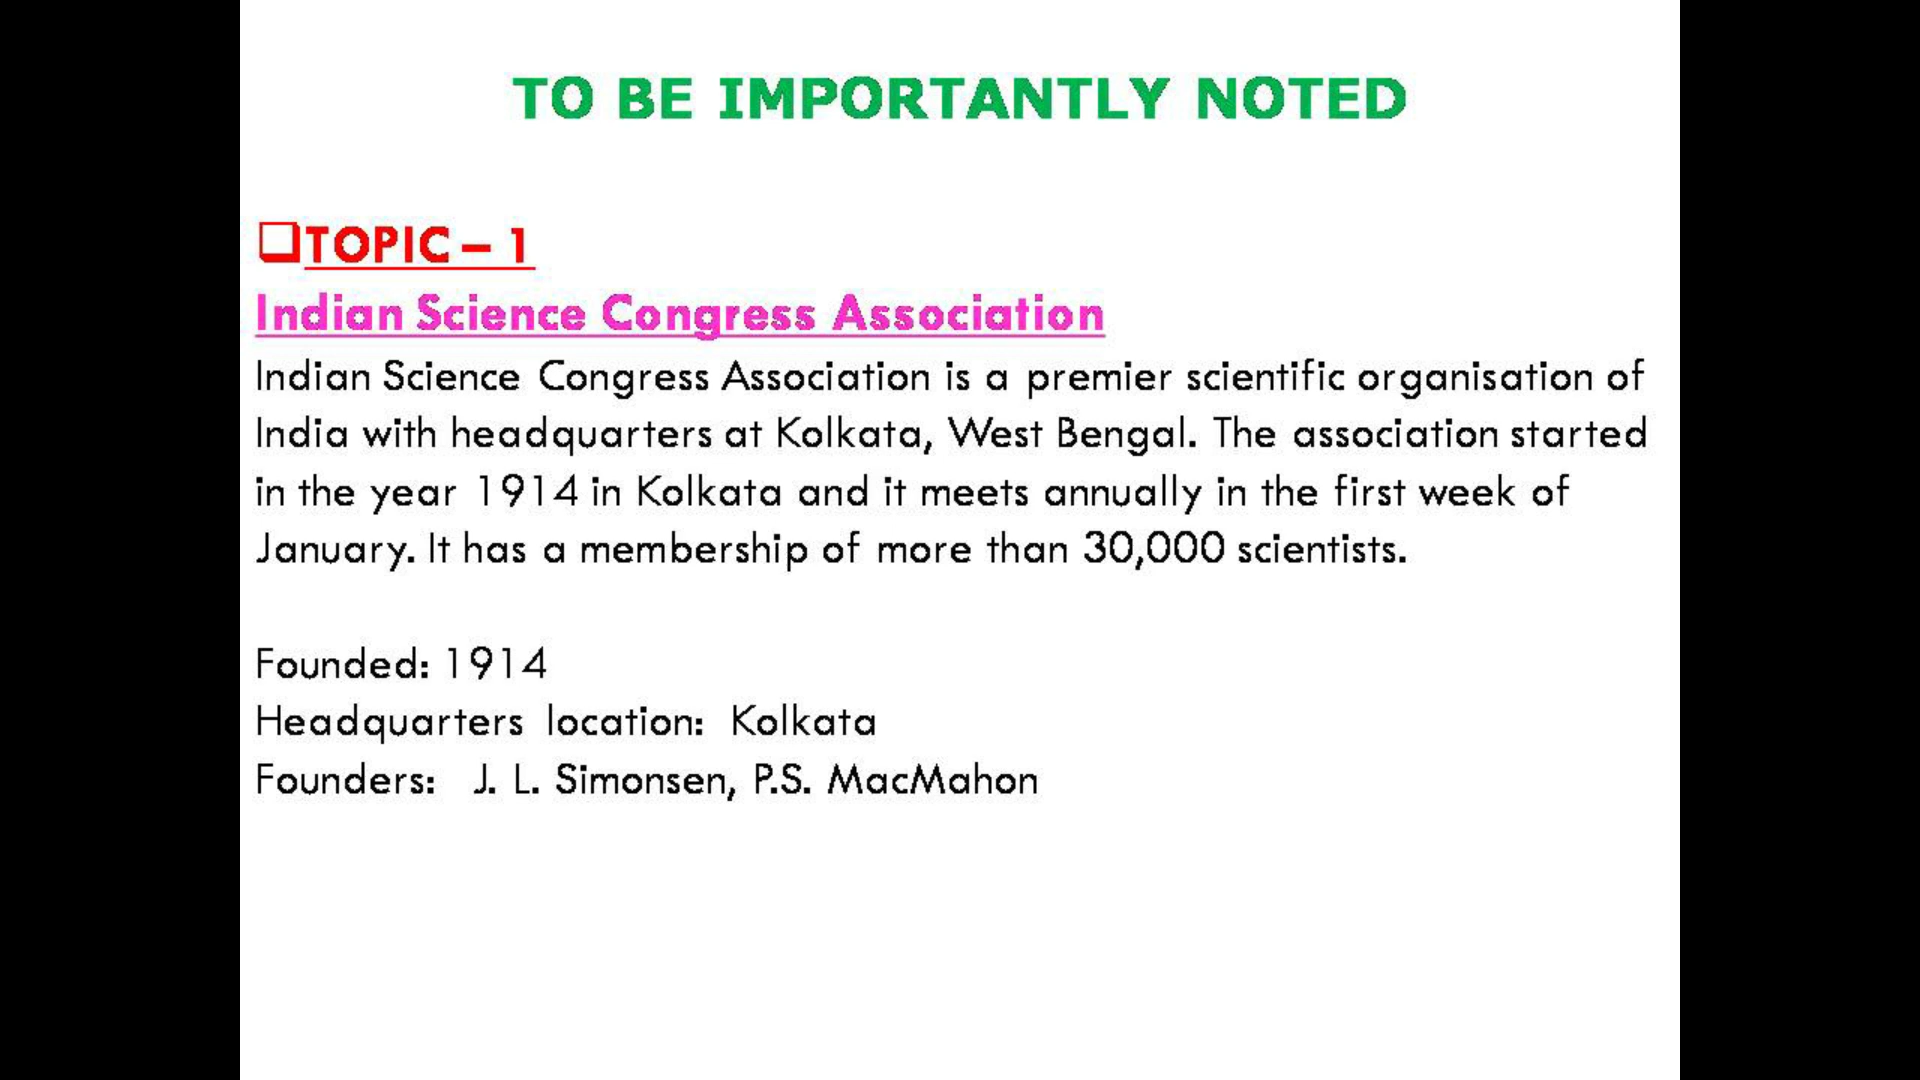 TO BE IMPORTANTLY NOTED
❑TOPIC – 1
Indian Science Congress Association
Indian Science Congress Association is a premier scientific organisation of
India with headquarters at Kolkata, West Bengal. The association started
in the year 1914 in Kolkata and it meets annually in the first week of
January. It has a membership of more than 30,000 scientists.
Founded: 1914
Headquarters location: Kolkata
Founders: J. L. Simonsen, P.S. MacMahon